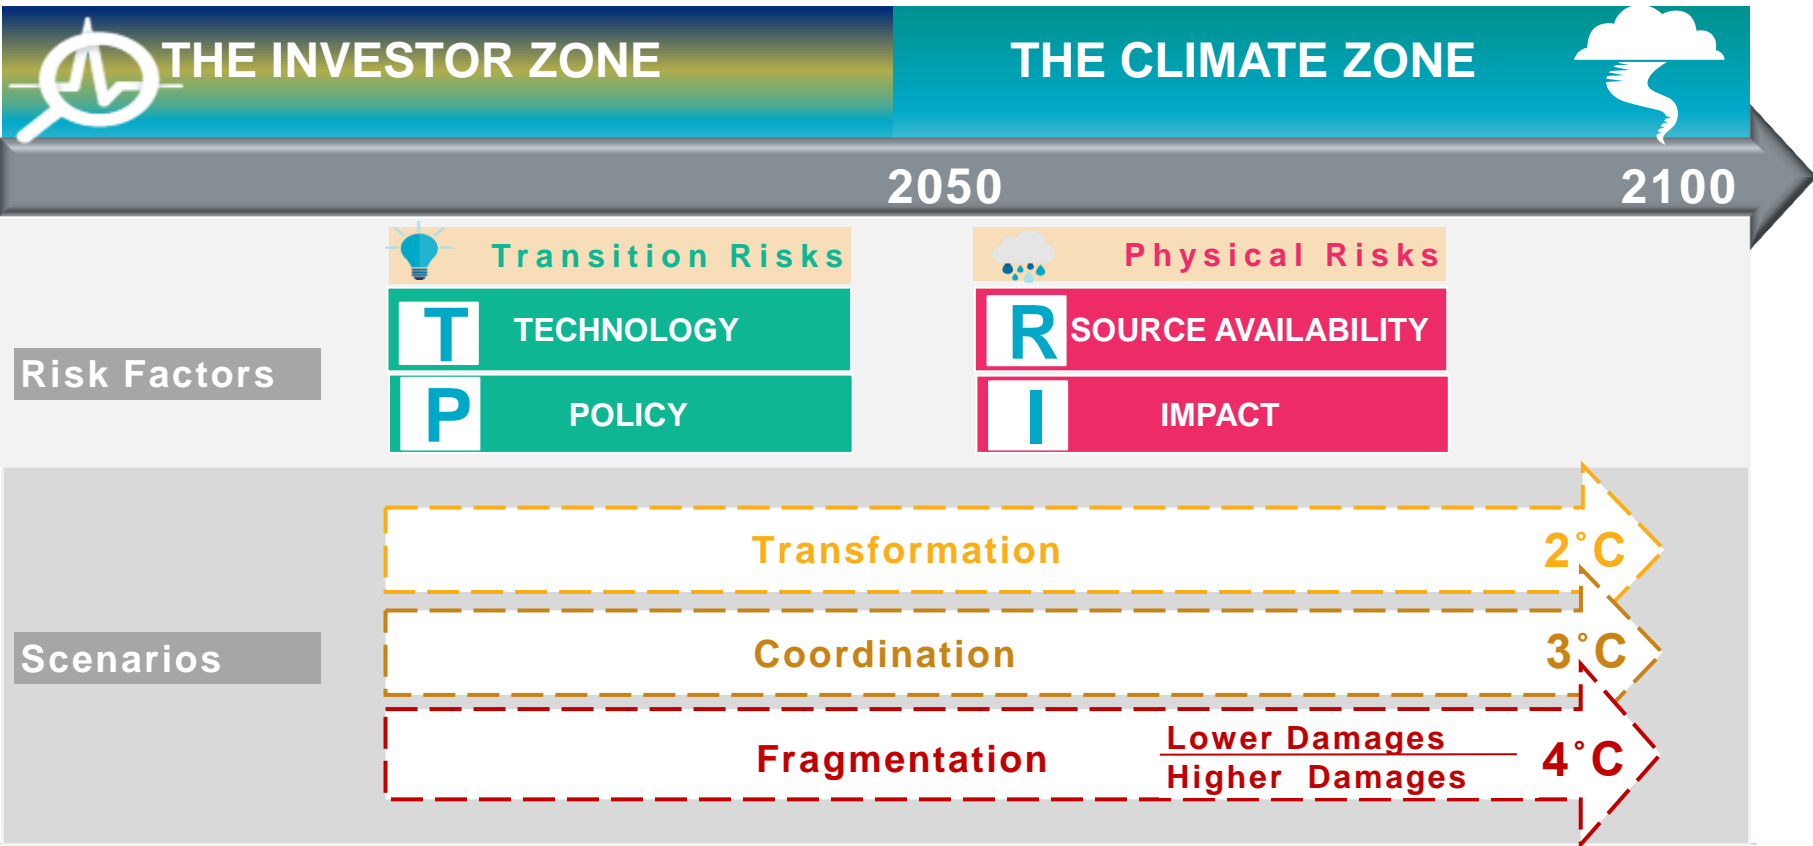 THE INVESTOR ZONE THE CLIMATE ZONE
2050 2100
Transition Risks Physical Risks
T TECHNOLOGY R SOURCE AVAILABILITY
Risk Factors
P POLICY I IMPACT
Transformation 2°C
Scenarios
Coordination 3°C
Fragmentation Lower Damages 4°C
Higher Damages